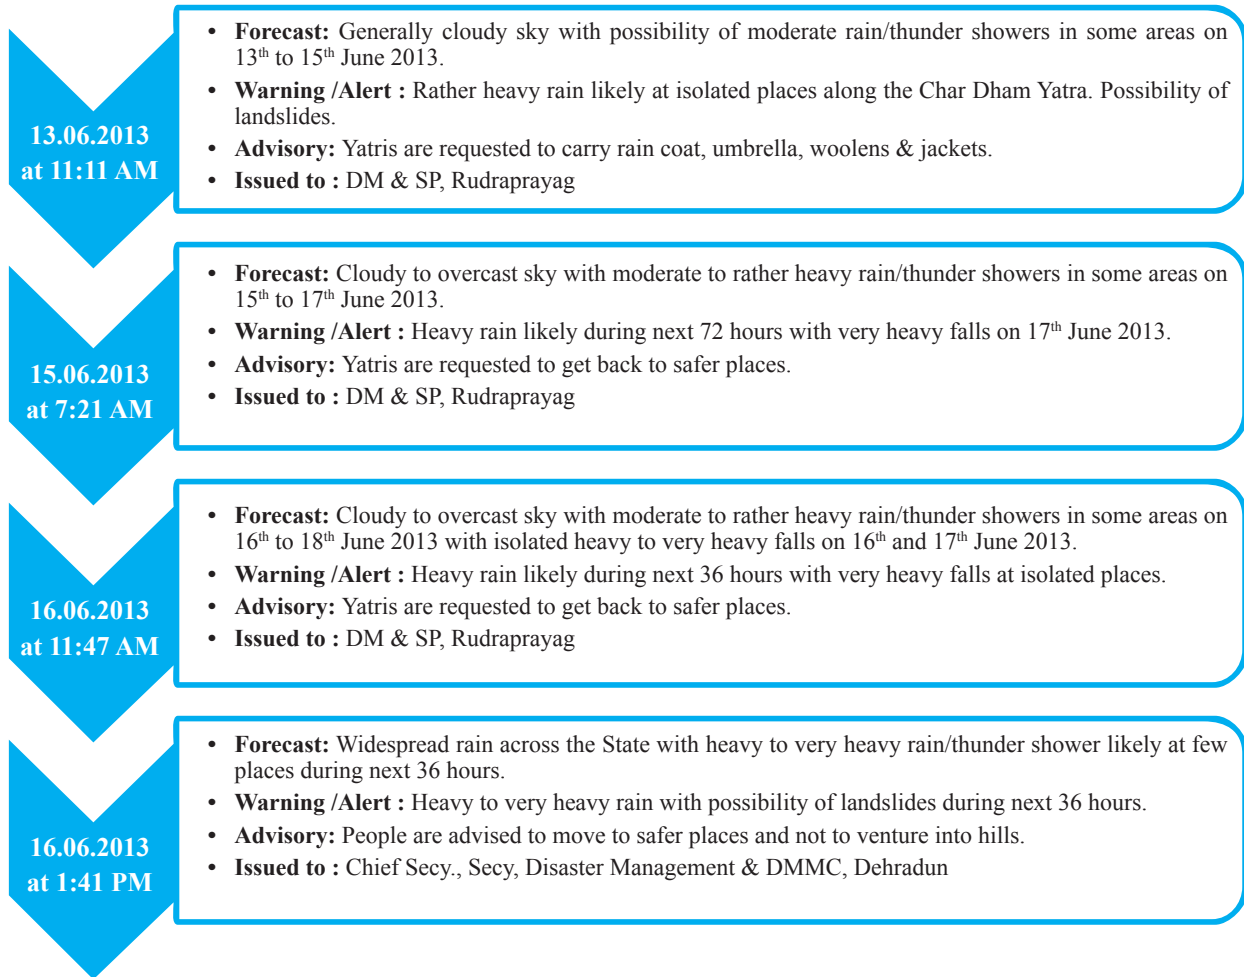 13.06.2013
at 11:11 AM
• Forecast: Generally cloudy sky with possibility of moderate rain/thunder showers in some areas on
13th to 15th June 2013.
• Warning /Alert : Rather heavy rain likely at isolated places along the Char Dham Yatra. Possibility of
landslides.
• Advisory: Yatris are requested to carry rain coat, umbrella, woolens & jackets.
• Issued to : DM & SP, Rudraprayag
15.06.2013
at 7:21 AM
• Forecast: Cloudy to overcast sky with moderate to rather heavy rain/thunder showers in some areas on
15th to 17th June 2013.
• Warning /Alert : Heavy rain likely during next 72 hours with very heavy falls on 17th June 2013.
• Advisory: Yatris are requested to get back to safer places.
• Issued to : DM & SP, Rudraprayag
16.06.2013
at 11:47 AM
• Forecast: Cloudy to overcast sky with moderate to rather heavy rain/thunder showers in some areas on
16th to 18th June 2013 with isolated heavy to very heavy falls on 16th and 17th June 2013.
• Warning /Alert : Heavy rain likely during next 36 hours with very heavy falls at isolated places.
• Advisory: Yatris are requested to get back to safer places.
• Issued to : DM & SP, Rudraprayag
16.06.2013
at 1:41 PM
• Forecast: Widespread rain across the State with heavy to very heavy rain/thunder shower likely at few
places during next 36 hours.
• Warning /Alert : Heavy to very heavy rain with possibility of landslides during next 36 hours.
• Advisory: People are advised to move to safer places and not to venture into hills.
• Issued to : Chief Secy., Secy, Disaster Management & DMMC, Dehradun